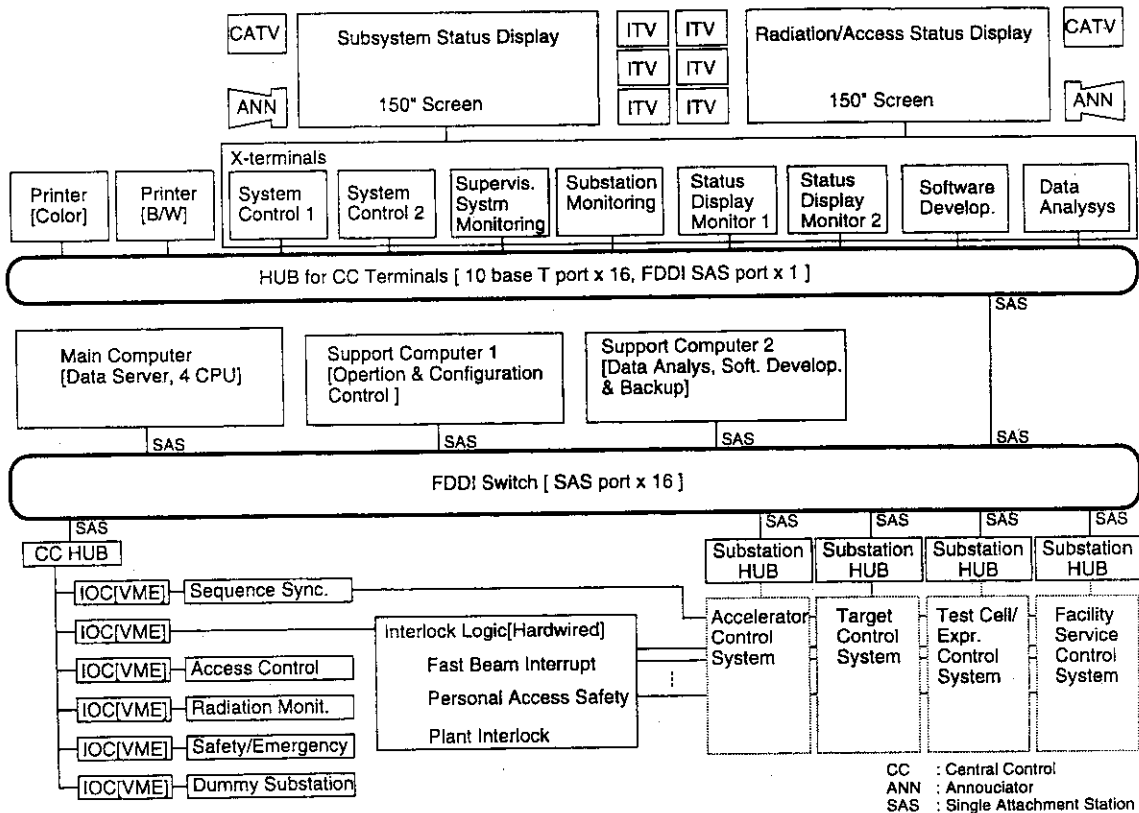 CATV
Subsystem Status Display
ITV
ITV
Radiation/Access Status Display
CATV
ITV
ITV
ANN
150" Screen
ITV
ITV
150" Screen
ANN
X-terminals
Printer
[Color]
Printer
[B/W]
System
Control 1
System
Control 2
Supervis.
Systrn
Monitoring
Substation
Monitoring
Status
Display
Monitor 1
Status
Display
Monitor 2
Software
Develop.
Data
Analysys
HUB for CC Terminals [ 10 base T port x 16, FDDI SAS port x 1 ]
SAS
Main Computer
[Data Server, 4 CPU]
Support Computer 1
[Opertion & Configuration
Control ]
Support Computer 2
[Data Analys, Soft. Develop.
& Backup]
SAS
SAS
SAS
SAS
FDDI Switch [ SAS port x 16 ]
SAS
SAS
SAS
SAS
SAS
CC HUB
Substation
HUB
Substation
HUB
Substation
HUB
Substation
HUB
IOC[VME]
Sequence Sync.
IOC[VME]
IOC[VME]
Access Control
IOC[VME]
Radiation Monit.
IOC[VME]
Safety/Emergency
IOC[VME]
Dummy Substation
Interlock Logic[Hardwired]
Fast Beam Interrupt
Personal Access Safety
Plant Interlock
Accelerator
Control
System
Target
Control
System
Test Cell/
Expr.
Control
System
Facility
Service
Control
System
CC : Central Control
ANN : Annouciator
SAS : Single Attachment Station